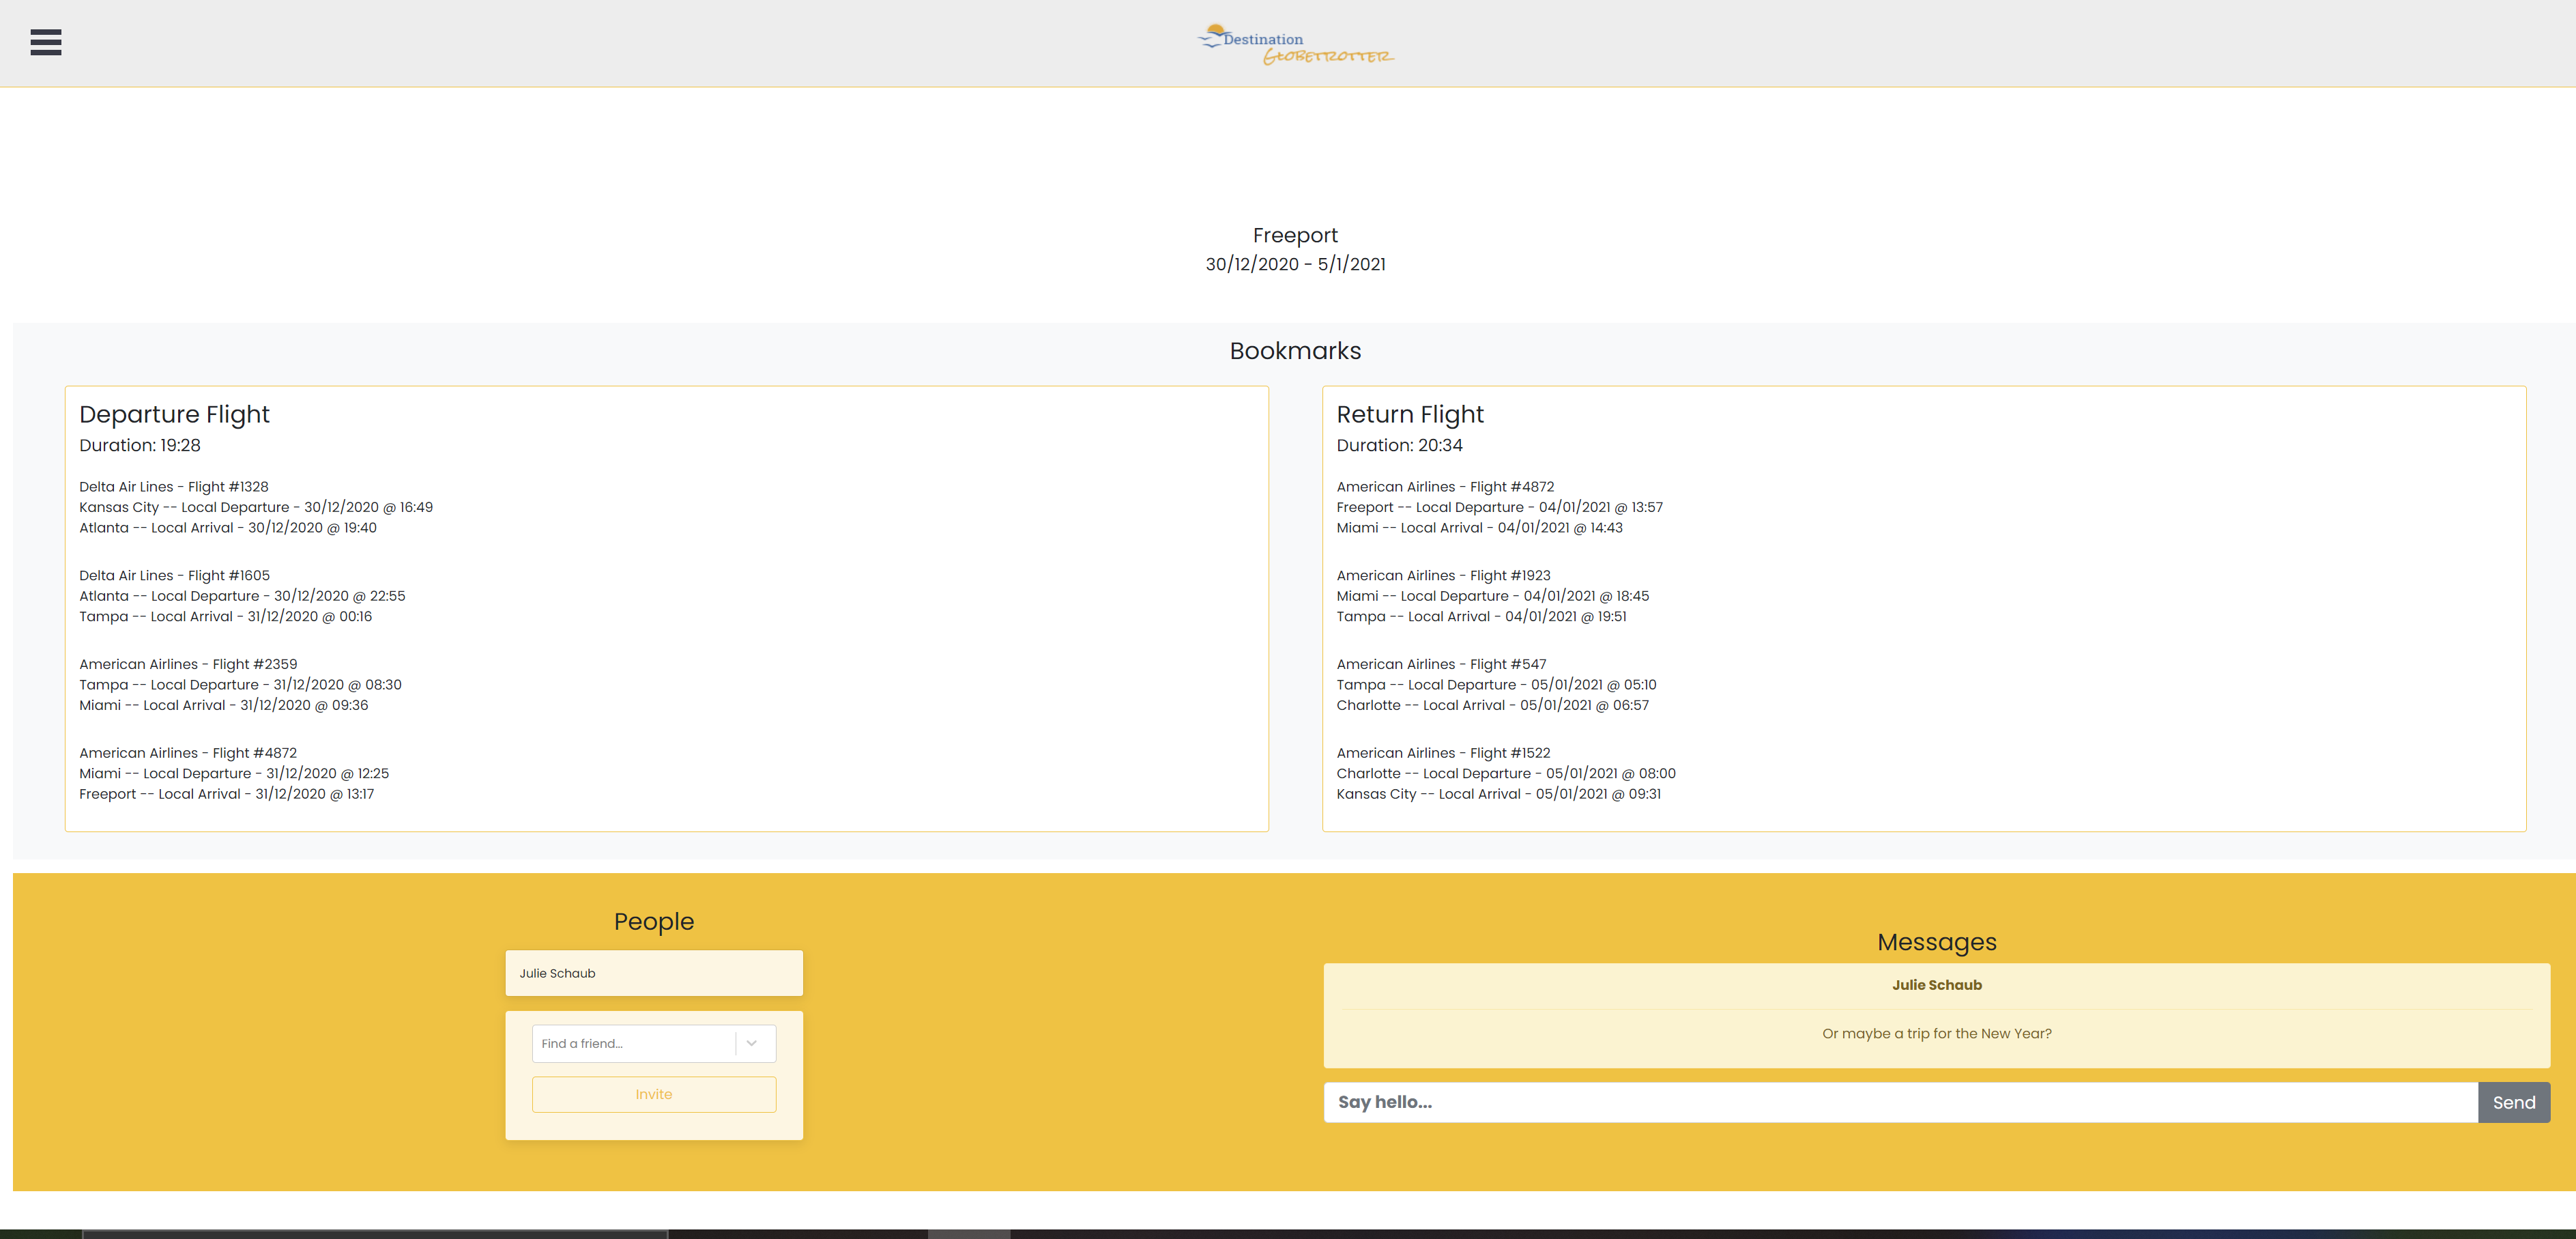 Destination
Globetrotter
Freeport
30/12/2020 - 5/1/2021
Bookmarks
Departure Flight
Duration: 19:28
Delta Air Lines - Flight #1328
Kansas City -- Local Departure - 30/12/2020 @ 16:49
Atlanta -- Local Arrival - 30/12/2020 @ 19:40
Delta Air Lines - Flight #1605
Atlanta -- Local Departure - 30/12/2020 @ 22:55
Tampa -- Local Arrival - 31/12/2020 @ 00:16
American Airlines - Flight #2359
Tampa -- Local Departure - 31/12/2020 @ 08:30
Miami -- Local Arrival - 31/12/2020 @ 09:36
American Airlines - Flight #4872
Miami -- Local Departure - 31/12/2020 @ 12:25
Freeport -- Local Arrival - 31/12/2020 @ 13:17
Return Flight
Duration: 20:34
American Airlines - Flight #4872
Freeport -- Local Departure - 04/01/2021 @ 13:57
Miami -- Local Arrival - 04/01/2021 @ 14:43
American Airlines - Flight #1923
Miami -- Local Departure - 04/01/2021 @ 18:45
Tampa -- Local Arrival - 04/01/2021 @ 19:51
American Airlines - Flight #547
Tampa -- Local Departure - 05/01/2021 @ 05:10
Charlotte -- Local Arrival - 05/01/2021 @ 06:57
American Airlines - Flight #1522
Charlotte -- Local Departure - 05/01/2021 @ 08:00
Kansas City -- Local Arrival - 05/01/2021 @ 09:31
People
Julie Schaub
Find a friend...
Invite
Messages
Julie Schaub
Or maybe a trip for the New Year?
Say hello...
Send